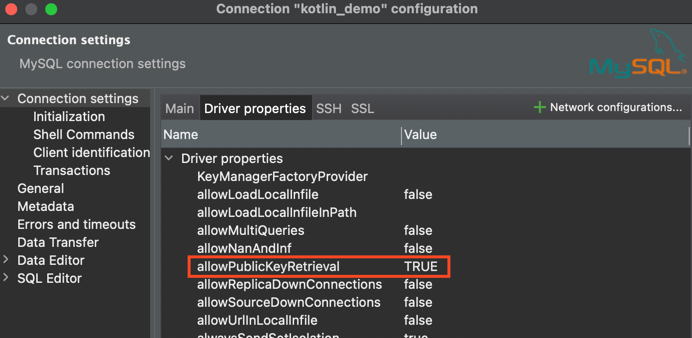 Connection "kotlin_demo" configuration
Connection settings
MySQL connection settings
MySQL
Connection settings
Initialization
Shell Commands
Client identification
Transactions
General
Metadata
Errors and timeouts
Data Transfer
Data Editor
SQL Editor
Main Driver properties SSH SSL + Network configurations...
Name Value
Driver properties
KeyManagerFactoryProvider
allowLoadLocalInfile false
allowLoadLocalInfileInPath
allowMultiQueries false
allowNanAndInf false
allowPublicKeyRetrieval TRUE
allowReplicaDownConnections false
allowSourceDownConnections false
allowUrlInLocalInfile false
alwaysSendSetIsolation true